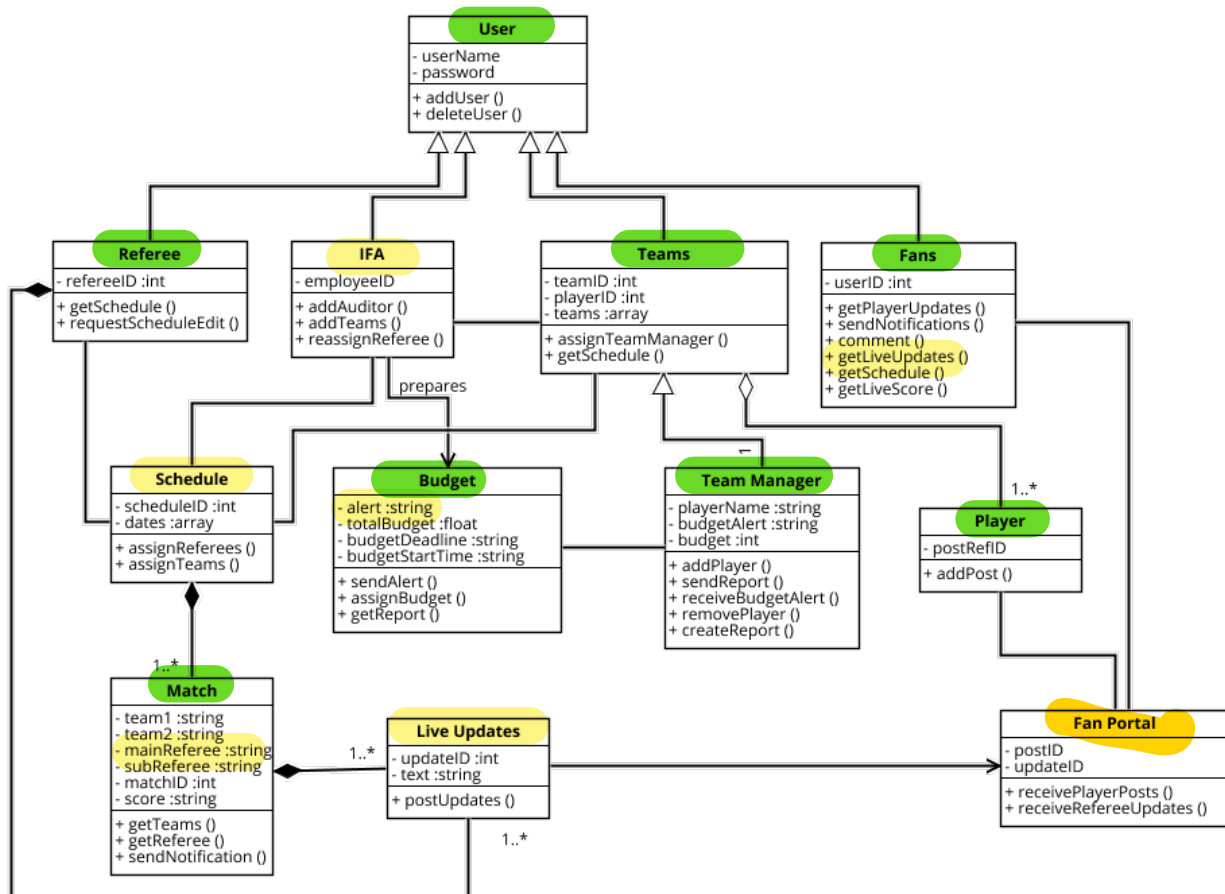 User
- userName
- password
+ addUser ()
+ deleteUser ()
Referee
- refereeID :int
+ getSchedule ()
+ requestScheduleEdit ()
IFA
- employeeID
+ addAuditor ()
+ addTeams ()
+ reassignReferee ()
Teams
- teamID :int
- playerID :int
- teams :array
+ assignTeamManager ()
+ getSchedule ()
Fans
- userID :int
+ getPlayerUpdates ()
+ sendNotifications ()
+ comment ()
+ getLiveUpdates ()
+ getSchedule ()
+ getLiveScore ()
prepares
Schedule
- scheduleID :int
- dates :array
+ assignReferees ()
+ assignTeams ()
Budget
- alert :string
- totalBudget :float
- budgetDeadline :string
- budgetStartTime :string
+ sendAlert ()
+ assignBudget ()
+ getReport ()
1
Team Manager
- playerName :string
- budgetAlert :string
- budget :int
+ addPlayer ()
+ sendReport ()
+ receiveBudgetAlert ()
+ removePlayer ()
+ createReport ()
1..*
Player
- postRefID
+ addPost ()
1..*
Match
- team1 :string
- team2 :string
- mainReferee :string
- subReferee :string
- matchID :int
- score :string
+ getTeams ()
+ getReferee ()
+ sendNotification ()
1..*
Live Updates
- updateID :int
- text :string
+ postUpdates ()
1..*
Fan Portal
- postID
- updateID
+ receivePlayerPosts ()
+ receiveRefereeUpdates ()